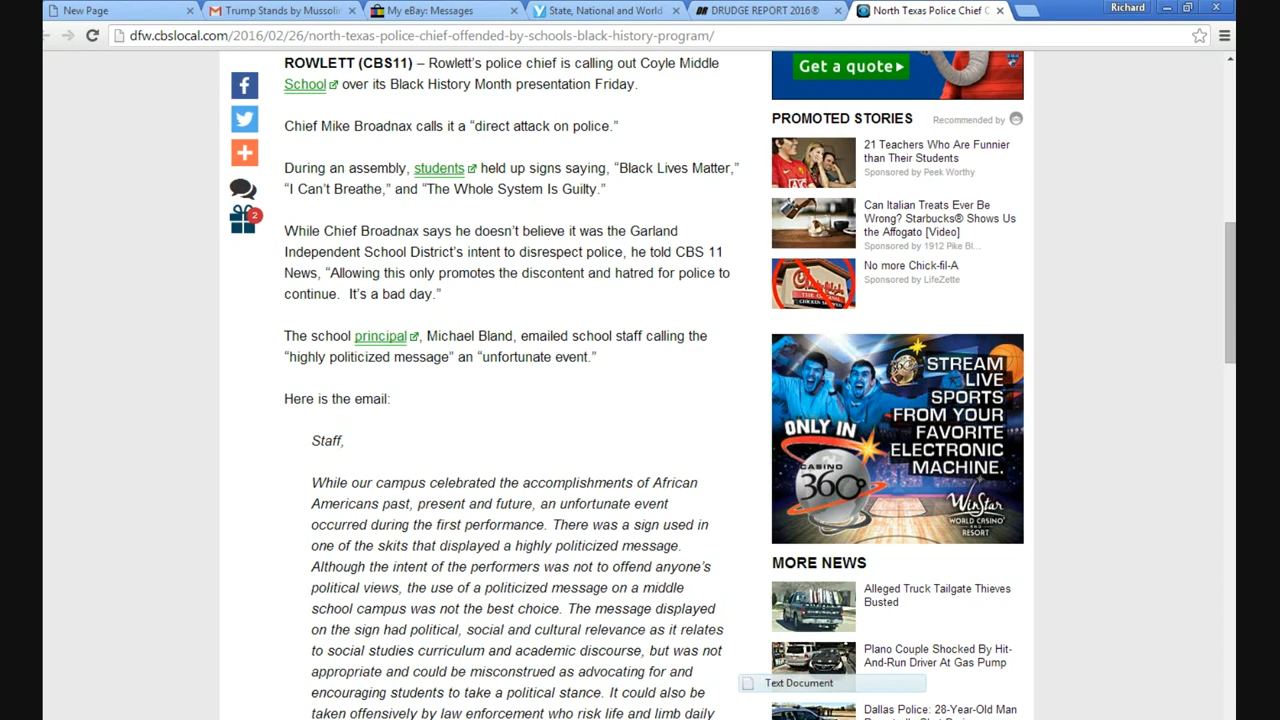 New Page
Trump Stands by Mussolin
My eBay: Messages
State, National and World
DRUDGE REPORT 2016®
North Texas Police Chief C
Richard
dfw.cbslocal.com/2016/02/26/north-texas-police-chief-offended-by-schools-black-history-program/
ROWLETT (CBS11) – Rowlett’s police chief is calling out Coyle Middle
School over its Black History Month presentation Friday.
Chief Mike Broadnax calls it a “direct attack on police.”
During an assembly, students held up signs saying, “Black Lives Matter,”
“I Can’t Breathe,” and “The Whole System Is Guilty.”
2
While Chief Broadnax says he doesn’t believe it was the Garland
Independent School District’s intent to disrespect police, he told CBS 11
News, “Allowing this only promotes the discontent and hatred for police to
continue.  It’s a bad day.”
The school principal, Michael Bland, emailed school staff calling the
“highly politicized message” an “unfortunate event.”
Here is the email:
Staff,
While our campus celebrated the accomplishments of African
Americans past, present and future, an unfortunate event
occurred during the first performance. There was a sign used in
one of the skits that displayed a highly politicized message.
Although the intent of the performers was not to offend anyone’s
political views, the use of a politicized message on a middle
school campus was not the best choice. The message displayed
on the sign had political, social and cultural relevance as it relates
to social studies curriculum and academic discourse, but was not
appropriate and could be misconstrued as advocating for and
encouraging students to take a political stance. It could also be
taken offensively by law enforcement who risk life and limb daily
Get a quote
PROMOTED STORIES
Recommended by
21 Teachers Who Are Funnier
than Their Students
Sponsored by Peek Worthy
Can Italian Treats Ever Be
Wrong? Starbucks® Shows Us
the Affogato [Video]
Sponsored by 1912 Pike Bl...
No more Chick-fil-A
Sponsored by LifeZette
STREAM
LIVE
SPORTS
FROM YOUR
FAVORITE
ELECTRONIC
MACHINE.
ONLY IN
CASINO
360°
WinStar
WORLD CASINO
AND
RESORT
MORE NEWS
Alleged Truck Tailgate Thieves
Busted
Plano Couple Shocked By Hit-
And-Run Driver At Gas Pump
Text Document
Dallas Police: 28-Year-Old Man